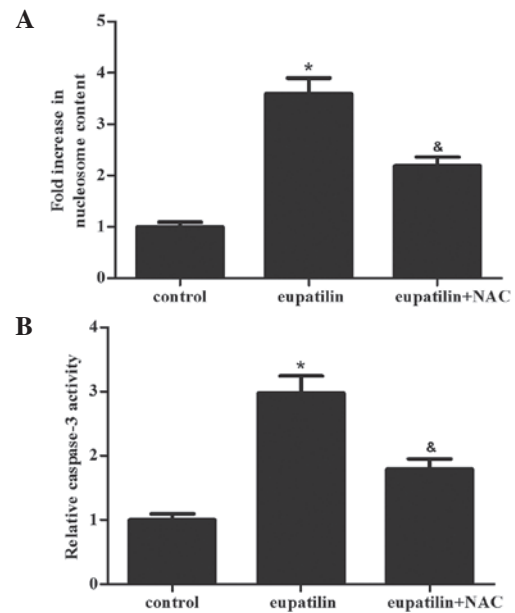 A
Fold increase in
nucleosome content
5
4
3
2
1
0
*
&
control eupatilin eupatilin+NAC
B
Relative caspase-3 activity
4
3
2
1
0
*
&
control eupatilin eupatilin+NAC